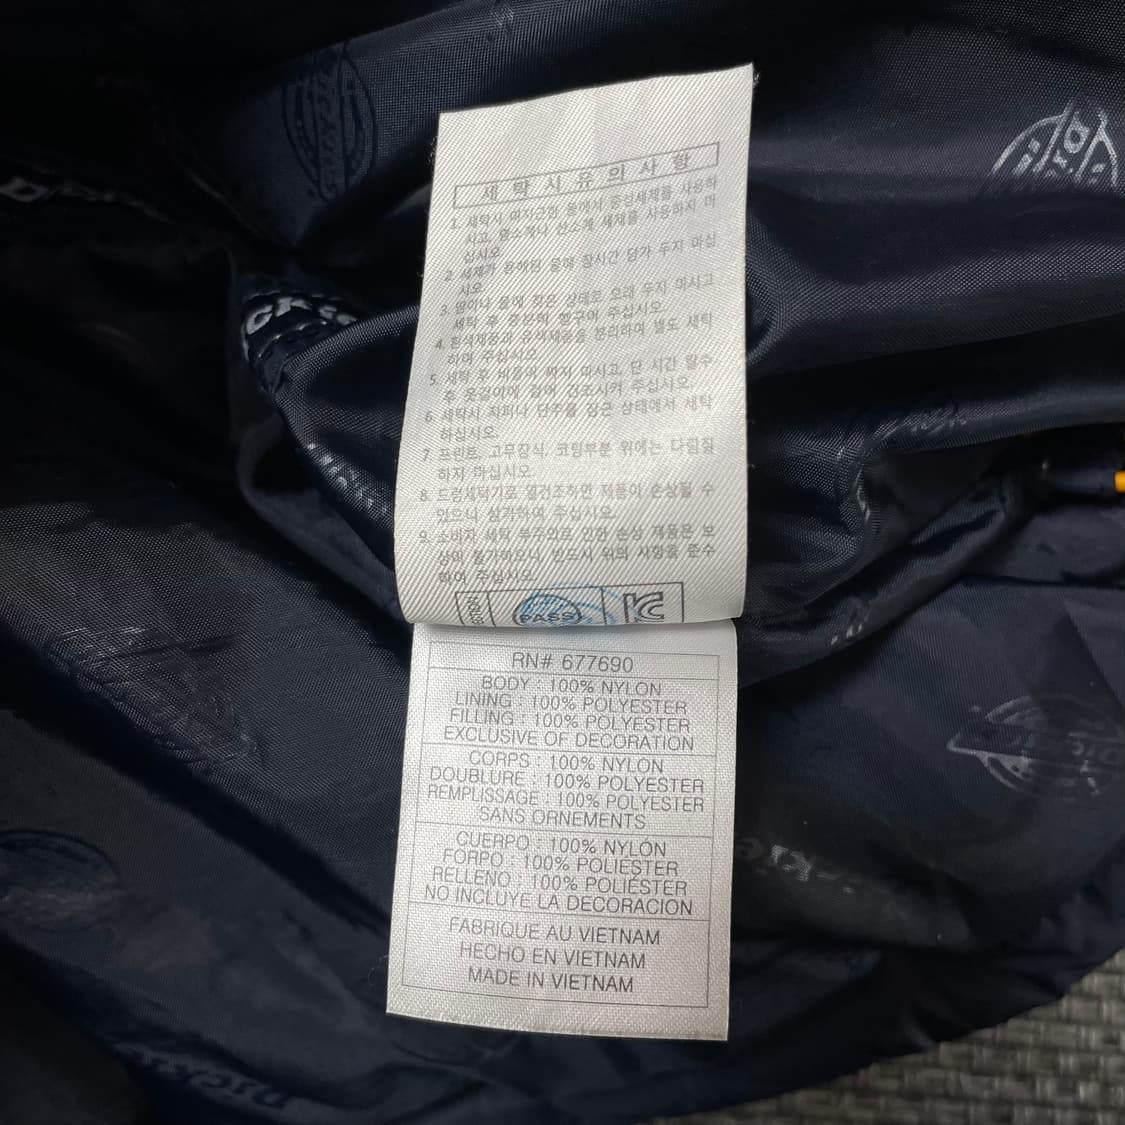 세탁시유의사항
1. 세탁시 미지근한 물에서 중성세제를 사용하
시고, 염소계나 산소계 세제를 사용하지 마
십시오
2. 세제가 용해된 물에 장시간 담가 두지 마십
시오
3. 땀이나 물에 젖은 상태로 오래 두지 마시고
세탁 후 충분히 헹구어 주십시오.
4. 흰색제품과 유색제품을 분리하여 별도 세탁
하여 주십시오
5. 세탁 후 비틀어 짜지 마시고, 단 시간 탈수
후 옷걸이에 걸어 건조시켜 주십시오.
6. 세탁시 지퍼나 단추를 잠근 상태에서 세탁
하십시오.
7. 프린트, 고무장식, 코팅부분 위에는 다림질
하지 마십시오.
8. 드럼세탁기로 열건조하면 제품이 손상될 수
있으니 삼가하여 주십시오.
9. 소비자 세탁 부주의로 인한 손상 제품은 보
상이 불가하오니 반드시 위의 사항을 준수
하여 주십시오.
PASS
RN# 677690
BODY : 100% NYLON
LINING : 100% POLYESTER
FILLING : 100% POLYESTER
EXCLUSIVE OF DECORATION
CORPS : 100% NYLON
DOUBLURE : 100% POLYESTER
REMPLISSAGE : 100% POLYESTER
SANS ORNEMENTS
CUERPO : 100% NYLON
FORPO : 100% POLIESTER
RELLENO : 100% POLIESTER
NO INCLUYE LA DECORACION
FABRIQUE AU VIETNAM
HECHO EN VIETNAM
MADE IN VIETNAM